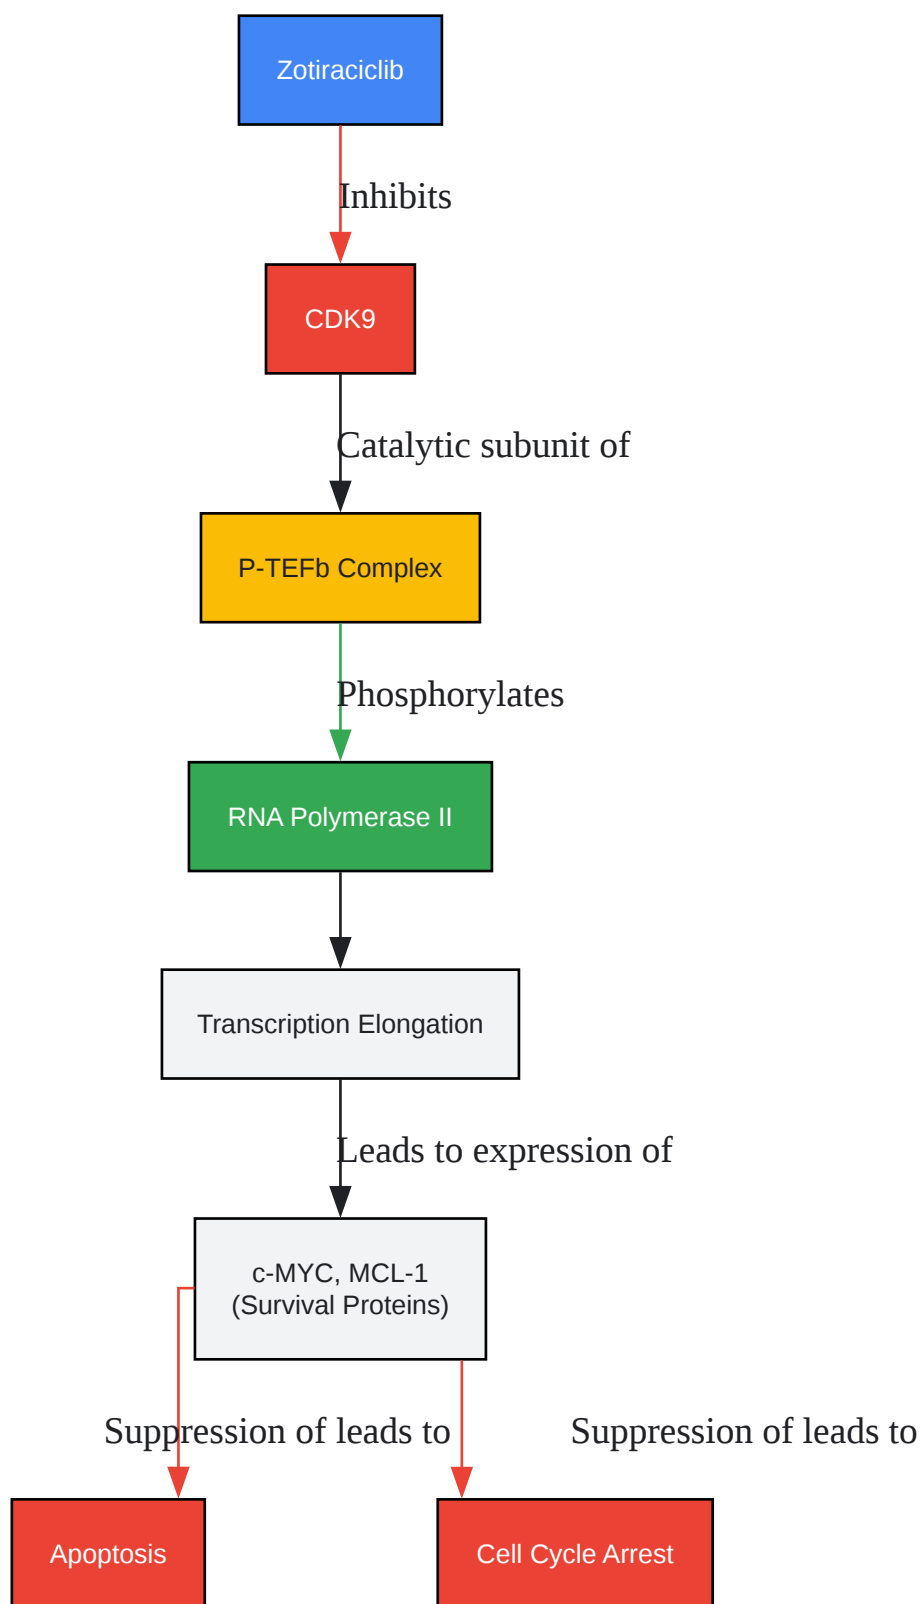 Zotiraciclib
Inhibits
CDK9
Catalytic subunit of
P-TEFb Complex
Phosphorylates
RNA Polymerase II
Transcription Elongation
Leads to expression of
c-MYC, MCL-1
(Survival Proteins)
Suppression of leads to
Suppression of leads to
Apoptosis
Cell Cycle Arrest